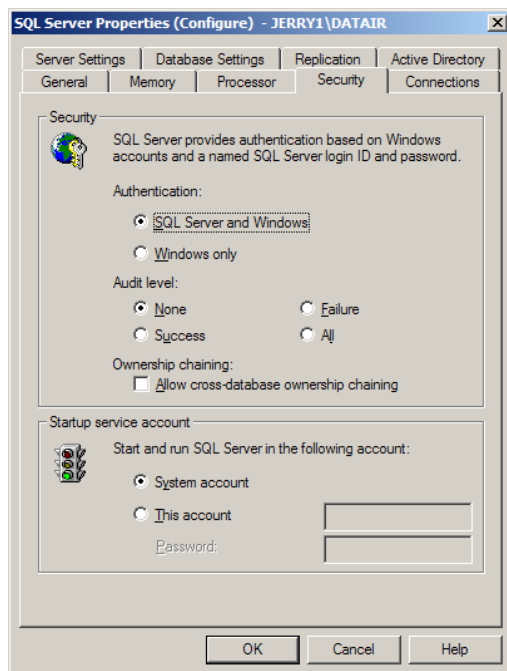 SQL Server Properties (Configure) - JERRY1\DATAIR
Server Settings Database Settings Replication Active Directory
General Memory Processor Security Connections
Security
SQL Server provides authentication based on Windows
accounts and a named SQL Server login ID and password.
Authentication:
SQL Server and Windows
Windows only
Audit level:
None Failure
Success All
Ownership chaining:
Allow cross-database ownership chaining
Startup service account
Start and run SQL Server in the following account:
System account
This account
Password:
OK Cancel Help